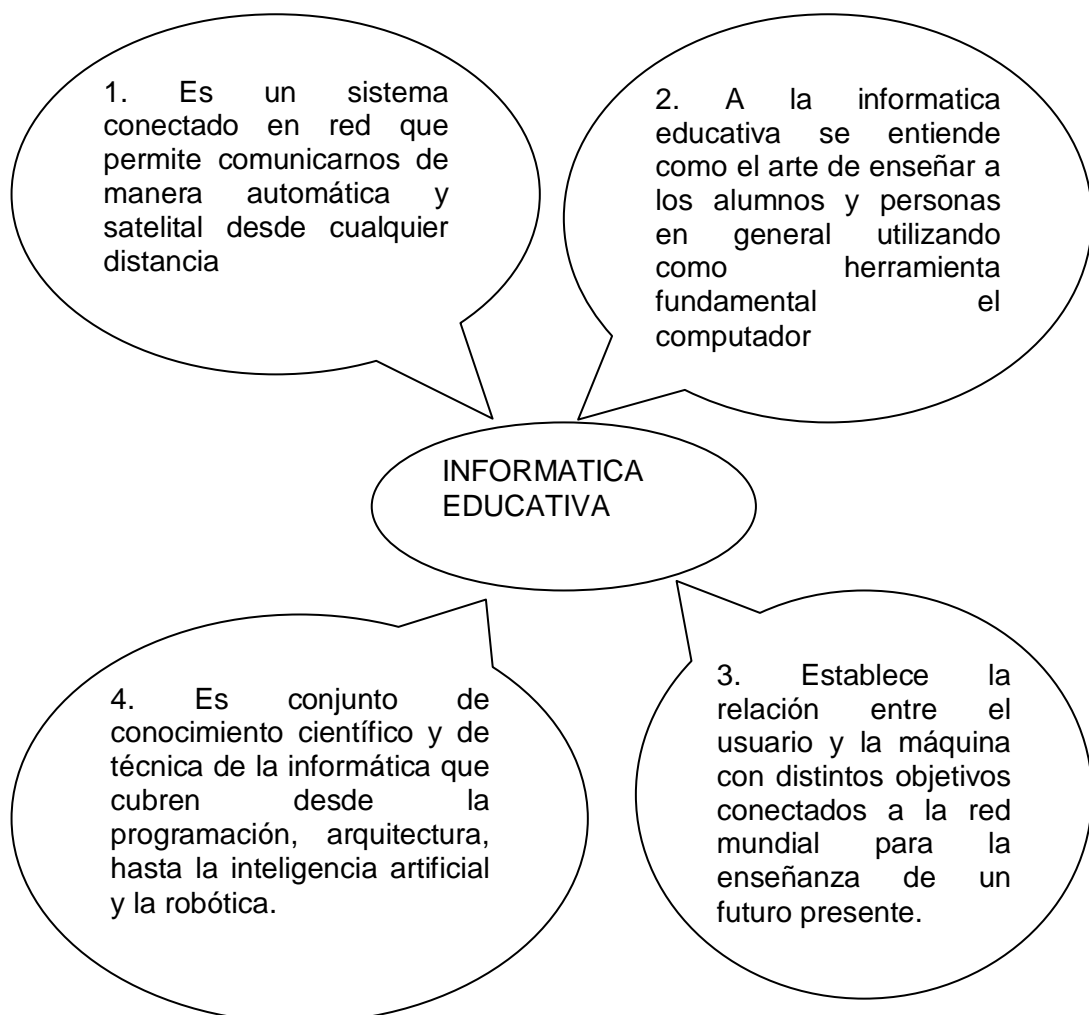 1. Es un sistema
conectado en red que
permite comunicarnos de
manera automática y
satelital desde cualquier
distancia
2. A la informatica
educativa se entiende
como el arte de enseñar a
los alumnos y personas
en general utilizando
como herramienta
fundamental el
computador
INFORMATICA
EDUCATIVA
3. Establece la
relación entre el
usuario y la máquina
con distintos objetivos
conectados a la red
mundial para la
enseñanza de un
futuro presente.
4. Es conjunto de
conocimiento científico y de
técnica de la informática que
cubren desde la
programación, arquitectura,
hasta la inteligencia artificial
y la robótica.